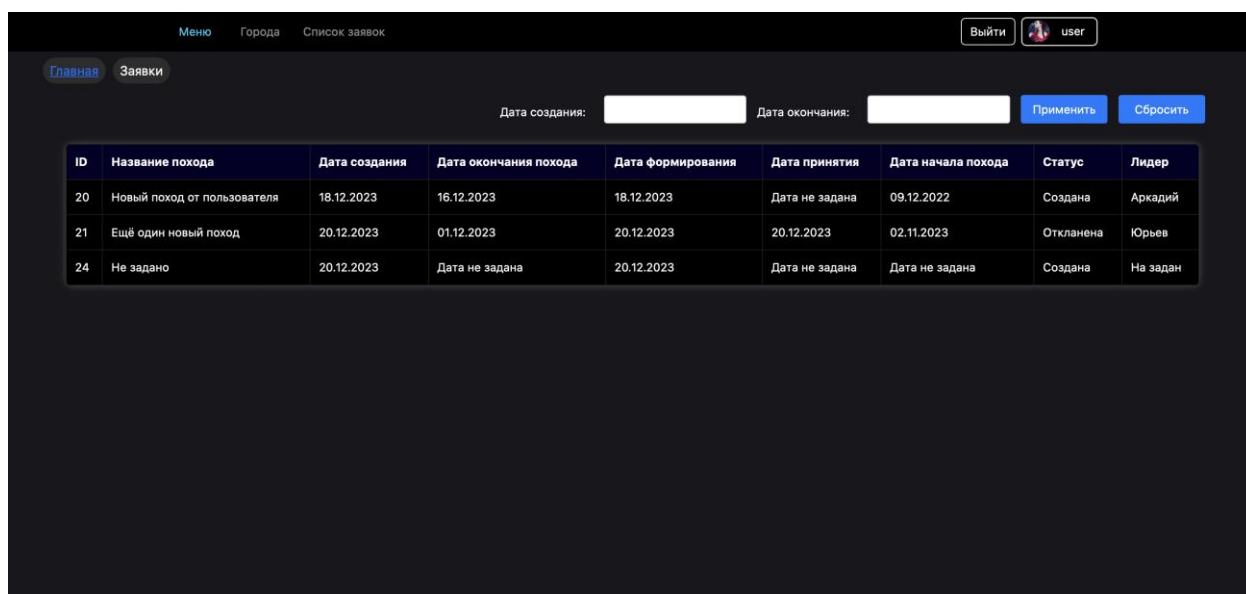 Меню Города Список заявок Выйти user
Главная Заявки
Дата создания: Дата окончания: Применить Сбросить
ID Название похода Дата создания Дата окончания похода Дата формирования Дата принятия Дата начала похода Статус Лидер
20 Новый поход от пользователя 18.12.2023 16.12.2023 18.12.2023 Дата не задана 09.12.2022 Создана Аркадий
21 Ещё один новый поход 20.12.2023 01.12.2023 20.12.2023 20.12.2023 02.11.2023 Откланена Юрьев
24 Не задано 20.12.2023 Дата не задана 20.12.2023 Дата не задана Дата не задана Создана На задан